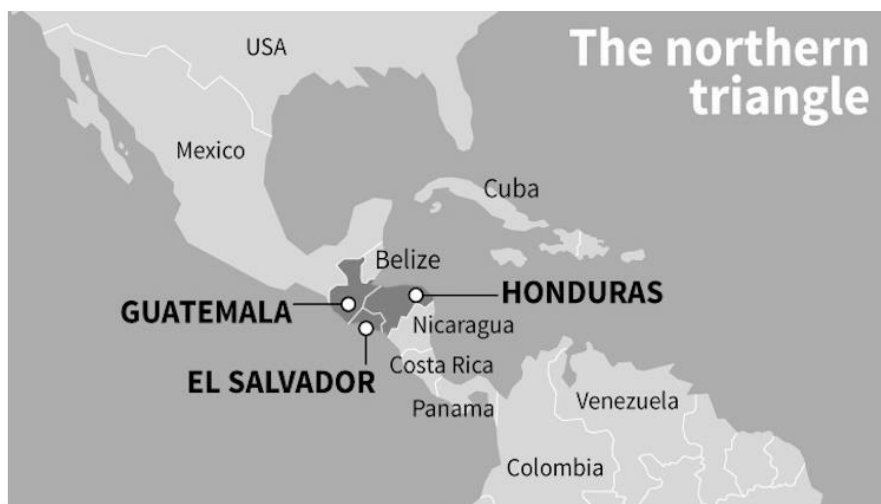 The northern
triangle
USA
Mexico
Cuba
Belize
GUATEMALA
HONDURAS
Nicaragua
EL SALVADOR
Costa Rica
Panama
Venezuela
Colombia